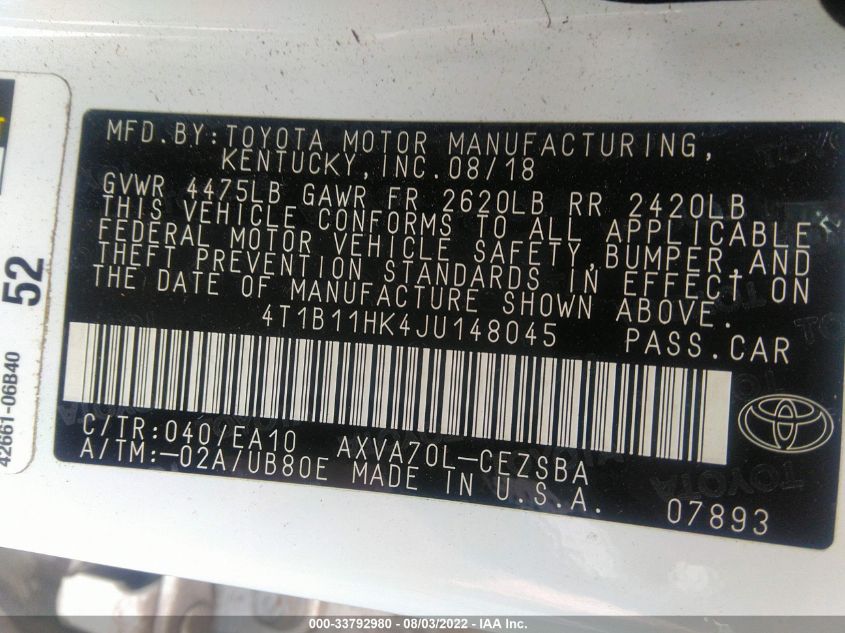 MFD.BY:TOYOTA MOTOR MANUFACTURING,
KENTUCKY,INC.08/18
GVWR 4475LB GAWR FR 2620LB RR 2420LB
THIS VEHICLE CONFORMS TO ALL APPLICABLE
FEDERAL MOTOR VEHICLE SAFETY,BUMPER,AND
THEFT PREVENTION STANDARDS IN EFFECT ON
THE DATE OF MANUFACTURE SHOWN ABOVE.
4T1B11HK4JU148045 PASS.CAR
C/TR:040/EA10 AXVA70L-CEZSBA
A/TM:-02A/UB80E MADE IN U.S.A.
07893
52
42661-06B40
TOYOTA
000-33792980 - 08/03/2022 - IAA Inc.